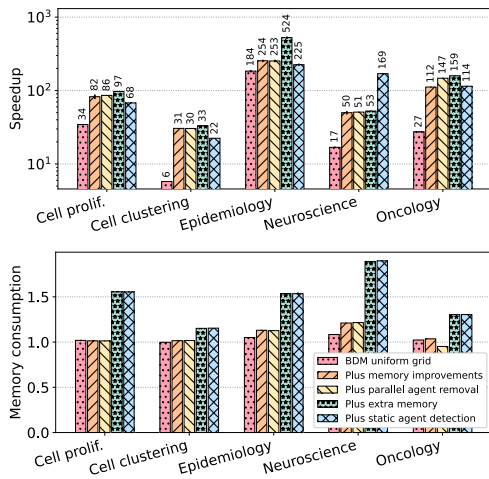 Speedup
10³
10²
10¹
34 82 86 97 68
6 31 30 33 22
184 254 253 524 225
17 50 51 53 169
27 112 147 159 114
Cell prolif.
Cell clustering
Epidemiology
Neuroscience
Oncology
Memory consumption
1.5
1.0
0.5
0.0
BDM uniform grid
Plus memory improvements
Plus parallel agent removal
Plus extra memory
Plus static agent detection
Cell prolif.
Cell clustering
Epidemiology
Neuroscience
Oncology